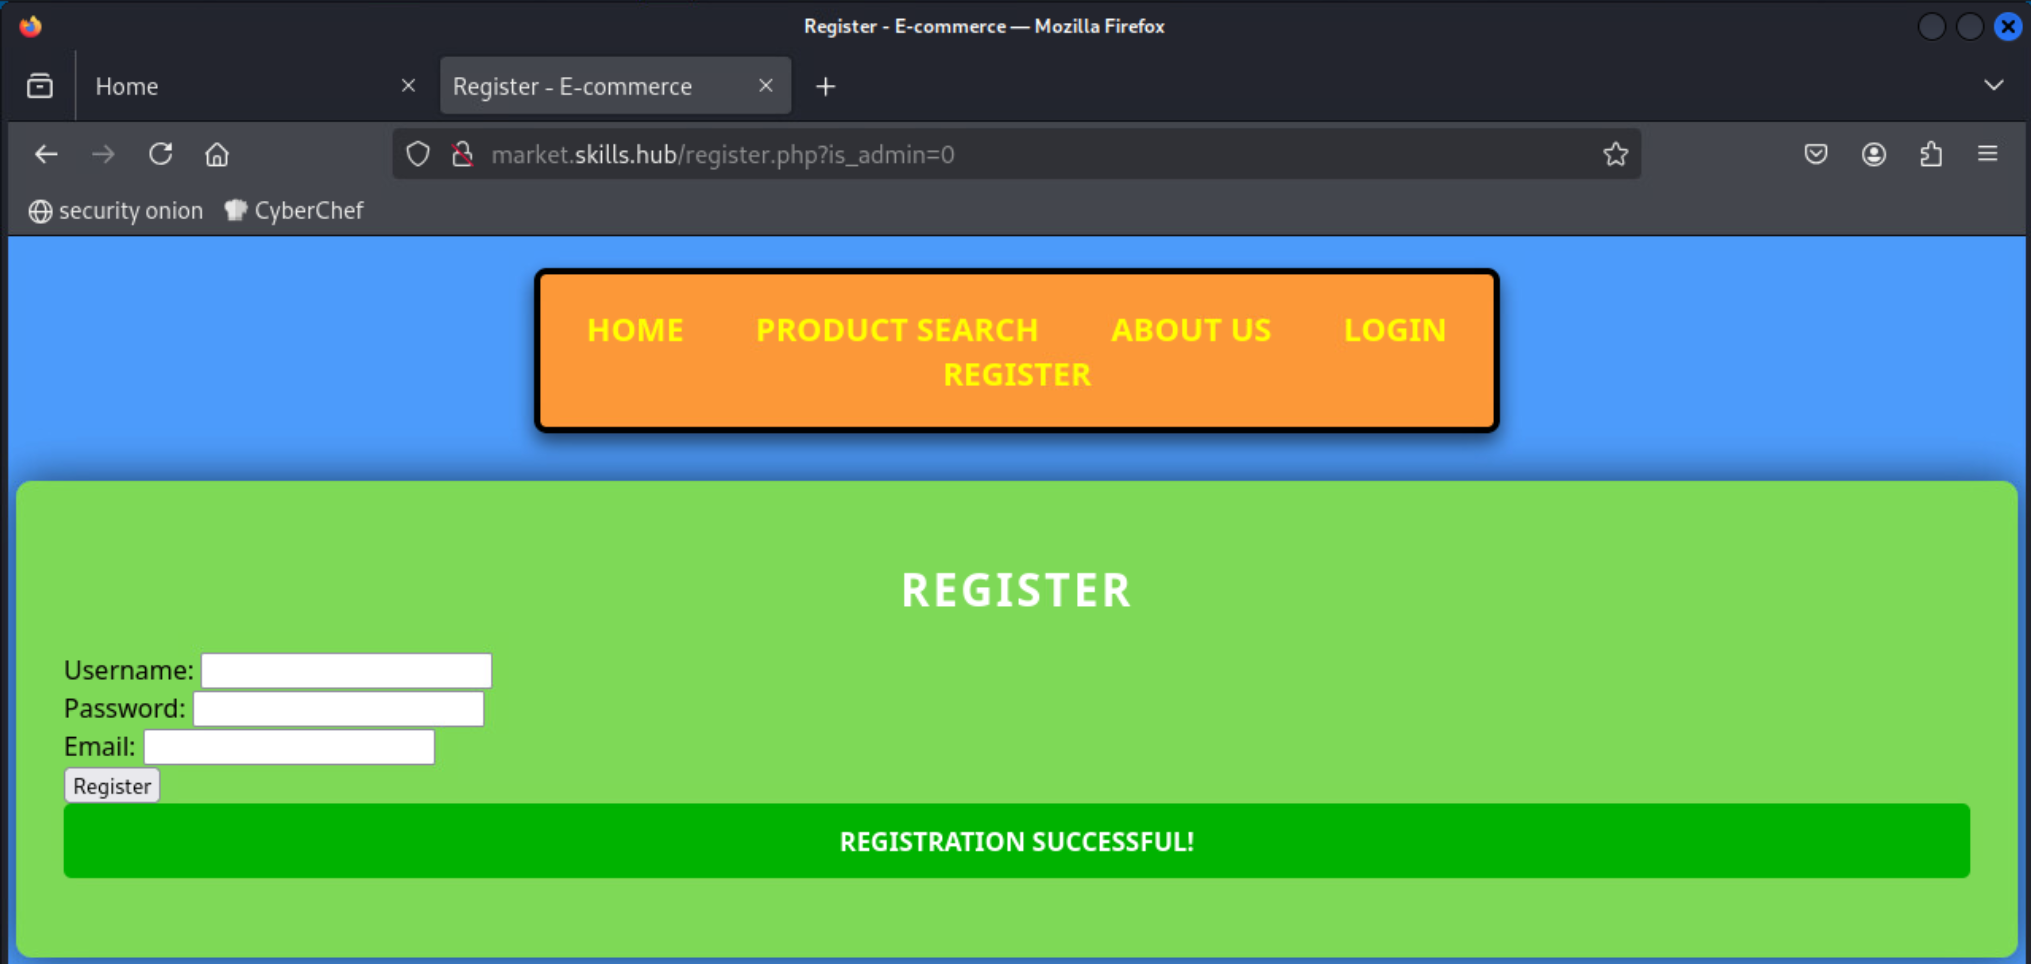 Register - E-commerce — Mozilla Firefox
Home
Register - E-commerce
market.skills.hub/register.php?is_admin=0
security onion CyberChef
HOME PRODUCT SEARCH ABOUT US LOGIN
REGISTER
REGISTER
Username:
Password:
Email:
Register
REGISTRATION SUCCESSFUL!